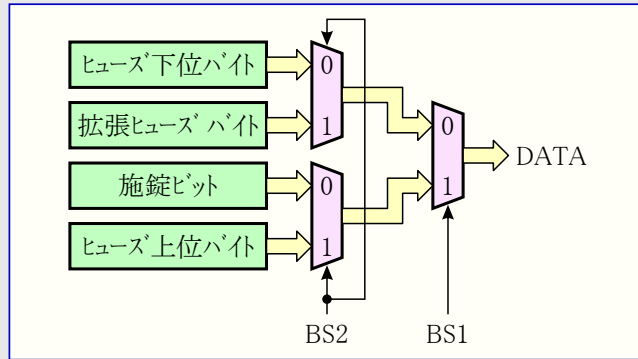 ヒューズ下位バイト
0
拡張ヒューズ バイト
1
0
DATA
施錠ビット
0
1
ヒューズ上位バイト
1
BS2
BS1